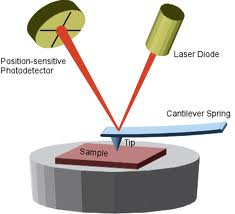 Position-sensitive
Photodetector
Laser Diode
Cantilever Spring
Tip
Sample